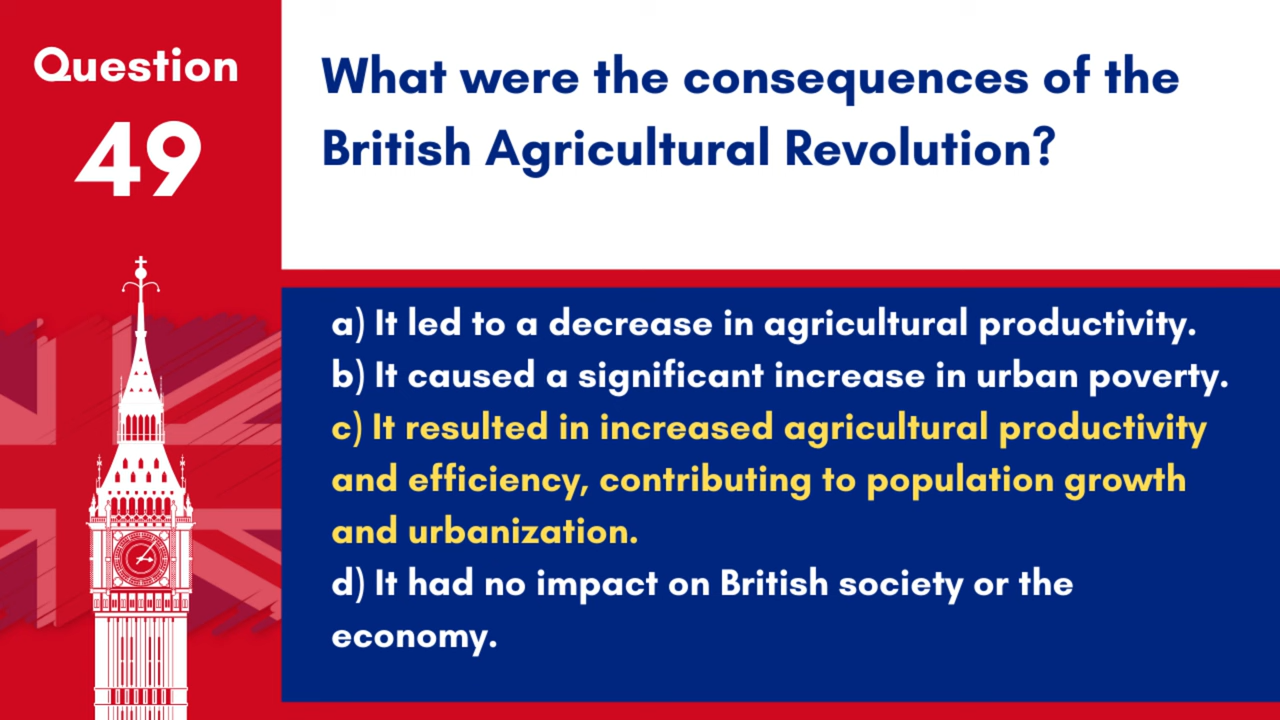 Question
49
What were the consequences of the
British Agricultural Revolution?
a) It led to a decrease in agricultural productivity.
b) It caused a significant increase in urban poverty.
c) It resulted in increased agricultural productivity
and efficiency, contributing to population growth
and urbanization.
d) It had no impact on British society or the
economy.